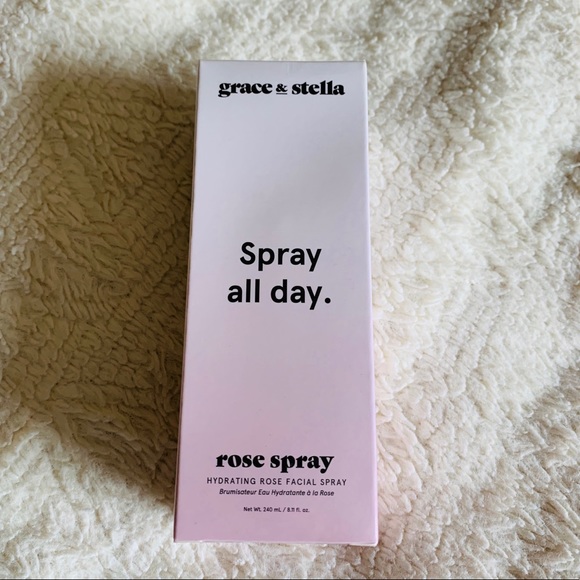 grace & stella
Spray
all day.
rose spray
HYDRATING ROSE FACIAL SPRAY
Brumisateur Eau Hydratante à la Rose
Net Wt. 240 mL / 8.11 fl. oz.